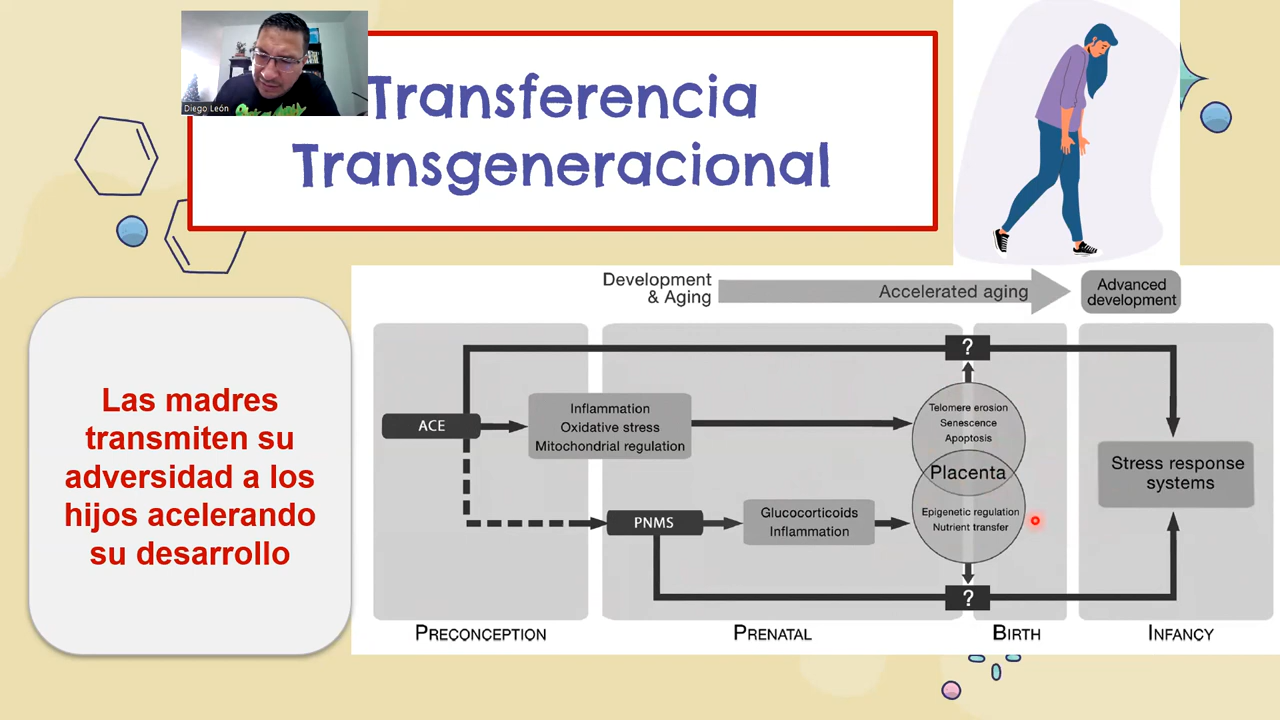 Diego León
Transferencia
Transgeneracional
Las madres
transmiten su
adversidad a los
hijos acelerando
su desarrollo
Development
& Aging
Accelerated aging
Advanced
development
?
ACE
Inflammation
Oxidative stress
Mitochondrial regulation
Telomere erosion
Senescence
Apoptosis
Placenta
Epigenetic regulation
Nutrient transfer
PNMS
Glucocorticoids
Inflammation
?
Stress response
systems
PRECONCEPTION
PRENATAL
BIRTH
INFANCY